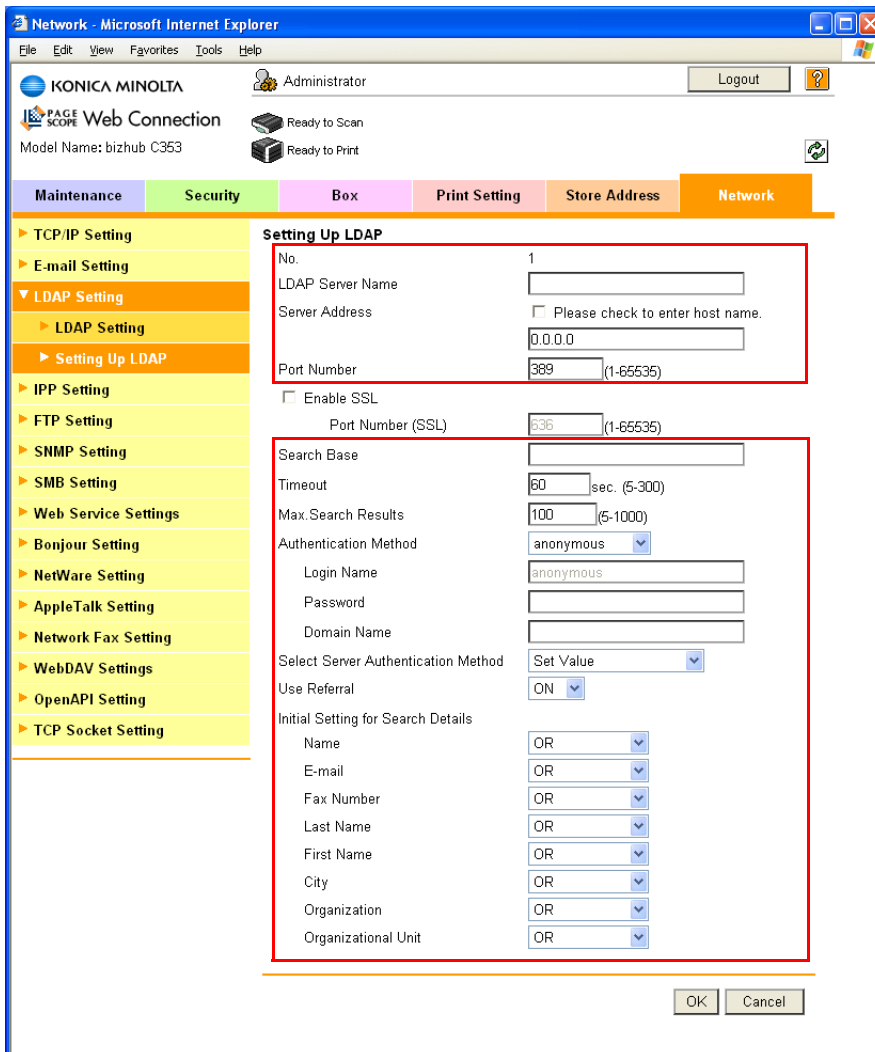 Network - Microsoft Internet Explorer
File Edit View Favorites Tools Help
KONICA MINOLTA
Administrator
Logout
?
PAGE SCOPE Web Connection
Ready to Scan
Model Name: bizhub C353
Ready to Print
Maintenance Security Box Print Setting Store Address Network
TCP/IP Setting
E-mail Setting
LDAP Setting
LDAP Setting
Setting Up LDAP
IPP Setting
FTP Setting
SNMP Setting
SMB Setting
Web Service Settings
Bonjour Setting
NetWare Setting
AppleTalk Setting
Network Fax Setting
WebDAV Settings
OpenAPI Setting
TCP Socket Setting
Setting Up LDAP
No. 1
LDAP Server Name
Server Address Please check to enter host name.
0.0.0.0
Port Number 389 (1-65535)
Enable SSL
Port Number (SSL) 636 (1-65535)
Search Base
Timeout 60 sec. (5-300)
Max.Search Results 100 (5-1000)
Authentication Method anonymous
Login Name anonymous
Password
Domain Name
Select Server Authentication Method Set Value
Use Referral ON
Initial Setting for Search Details
Name OR
E-mail OR
Fax Number OR
Last Name OR
First Name OR
City OR
Organization OR
Organizational Unit OR
OK Cancel